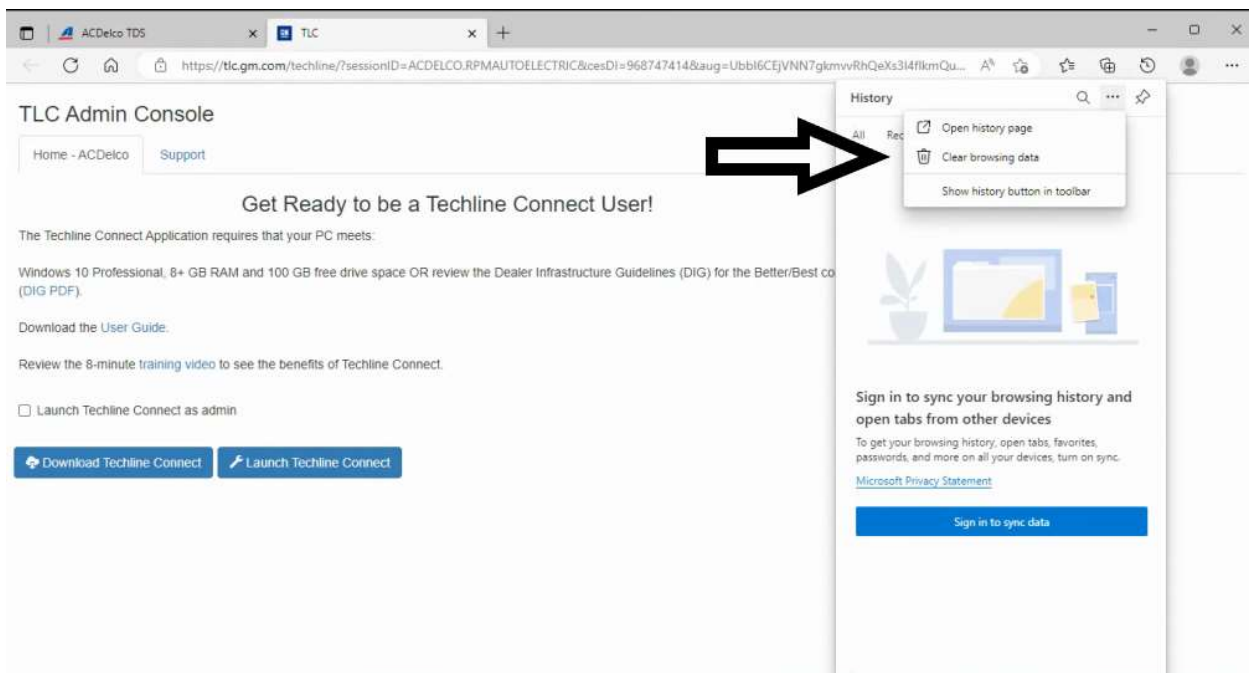 ACDelco TDS
TLC
https://tlc.gm.com/techline/?sessionID=ACDELCO.RPMAUTOELECTRIC&cesDI=968747414&aug=
TLC Admin Console
Home - ACDelco
Support
Get Ready to be a Techline Connect User!
The Techline Connect Application requires that your PC meets:
Windows 10 Professional, 8+ GB RAM and 100 GB free drive space OR review the Dealer Infrastructure Guidelines (DIG) for the Better/Best co
(DIG PDF).
Download the User Guide.
Review the 8-minute training video to see the benefits of Techline Connect.
Launch Techline Connect as admin
Download Techline Connect
Launch Techline Connect
History
All Rec
Open history page
Clear browsing data
Show history button in toolbar
Sign in to sync your browsing history and
open tabs from other devices
To get your browsing history, open tabs, favorites,
passwords, and more on all your devices, turn on sync.
Microsoft Privacy Statement
Sign in to sync data